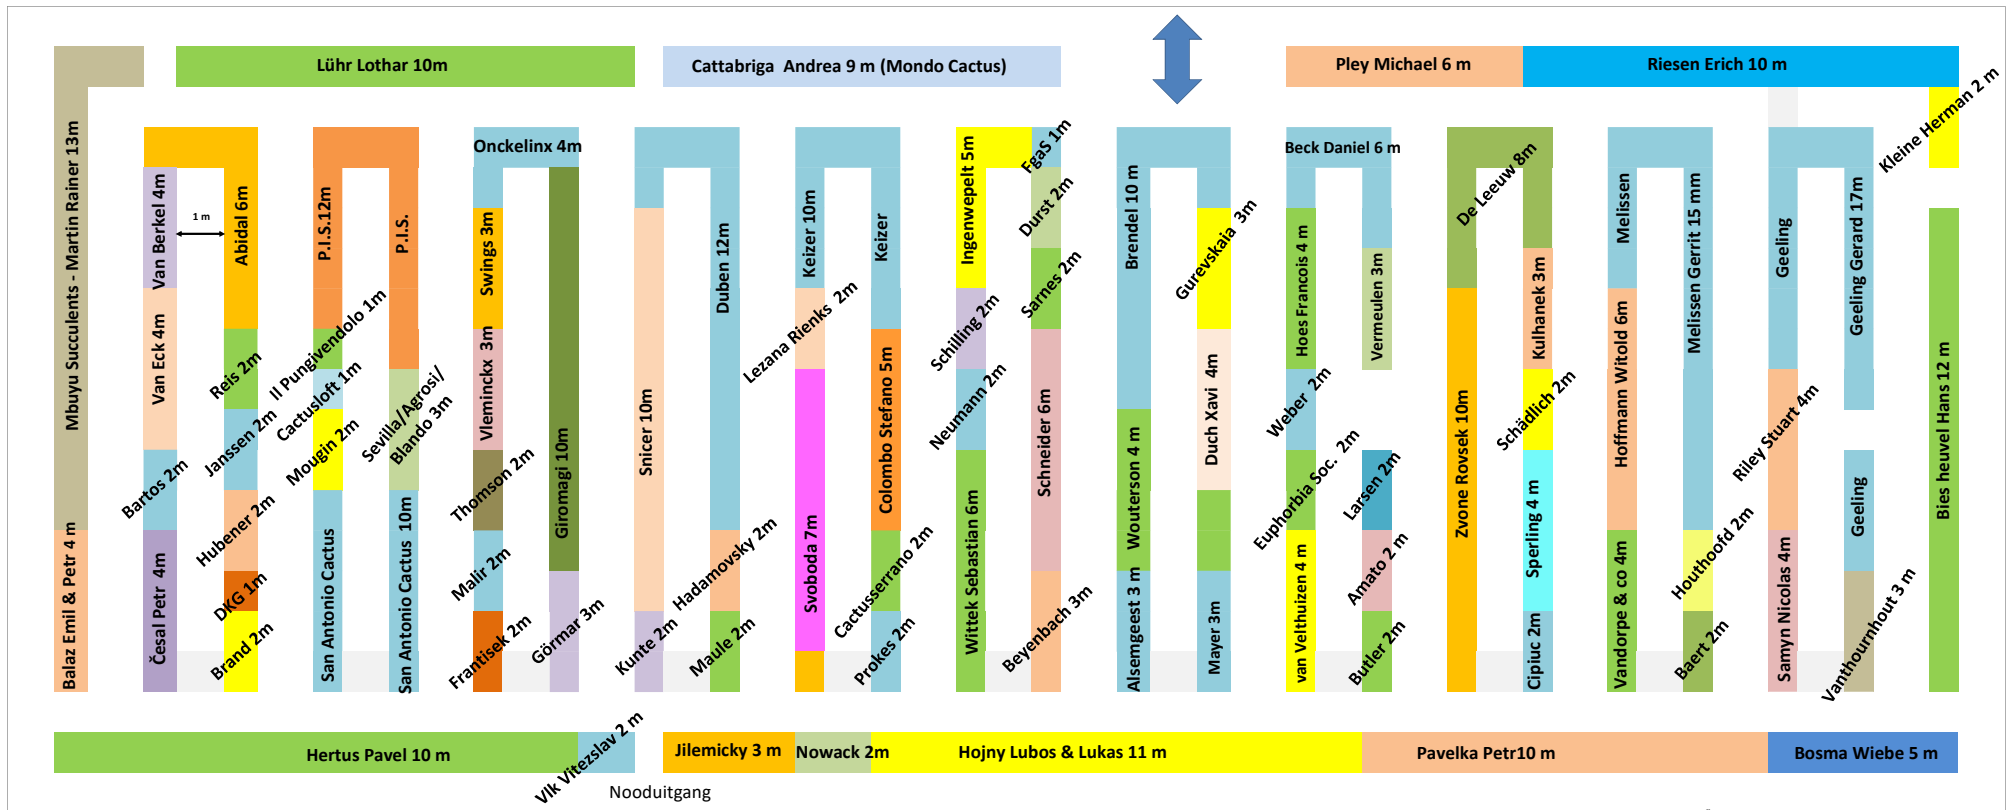 Lühr Lothar 10m
Cattabriga Andrea 9 m (Mondo Cactus)
Pley Michael 6 m
Riesen Erich 10 m
Mbuyu Succulents - Martin Rainer 13m
Balaz Emil & Petr 4 m
Van Berkel 4m
1 m
Abidal 6m
Van Eck 4m
Reis 2m
Bartos 2m
Janssen 2m
Hubener 2m
Česal Petr 4m
DKG 1m
Brand 2m
P.I.S.12m
P.I.S.
Il Pungivendolo 1m
Cactusloft 1m
Mougin 2m
Sevilla/Agrosi/
Blando 3m
San Antonio Cactus
San Antonio Cactus 10m
Onckelinx 4m
Swings 3m
Vleminckx 3m
Thomson 2m
Malir 2m
Frantisek 2m
Giromagi 10m
Görmar 3m
Snicer 10m
Kunte 2m
Duben 12m
Hadamovsky 2m
Maule 2m
Keizer 10m
Keizer
Lezana Rienks 2m
Colombo Stefano 5m
Svoboda 7m
Cactusserrano 2m
Prokes 2m
Ingenwepelt 5m
FgaS 1m
Durst 2m
Sarnes 2m
Schilling 2m
Neumann 2m
Schneider 6m
Wittek Sebastian 6m
Beyenbach 3m
Brendel 10 m
Gurevskaia 3m
Duch Xavi 4m
Wouterson 4 m
Alsemgeest 3 m
Mayer 3m
Beck Daniel 6 m
Hoes Francois 4 m
Vermeulen 3m
Weber 2m
Euphorbia Soc. 2m
Larsen 2m
van Velthuizen 4 m
Amato 2 m
Butler 2m
De Leeuw 8m
Kulhanek 3m
Schädlich 2m
Zvone Rovsek 10m
Sperling 4 m
Cipiuc 2m
Melissen
Melissen Gerrit 15 mm
Hoffmann Witold 6m
Vandorpe & co 4m
Houthoofd 2m
Baert 2m
Geeling
Geeling Gerard 17m
Riley Stuart 4m
Geeling
Samyn Nicolas 4m
Vanthournhout 3 m
Kleine Herman 2 m
Bies heuvel Hans 12 m
Hertus Pavel 10 m
Vlk Vitezslav 2 m
Jilemicky 3 m
Nowack 2m
Hojny Lubos & Lukas 11 m
Pavelka Petr10 m
Bosma Wiebe 5 m
Nooduitgang